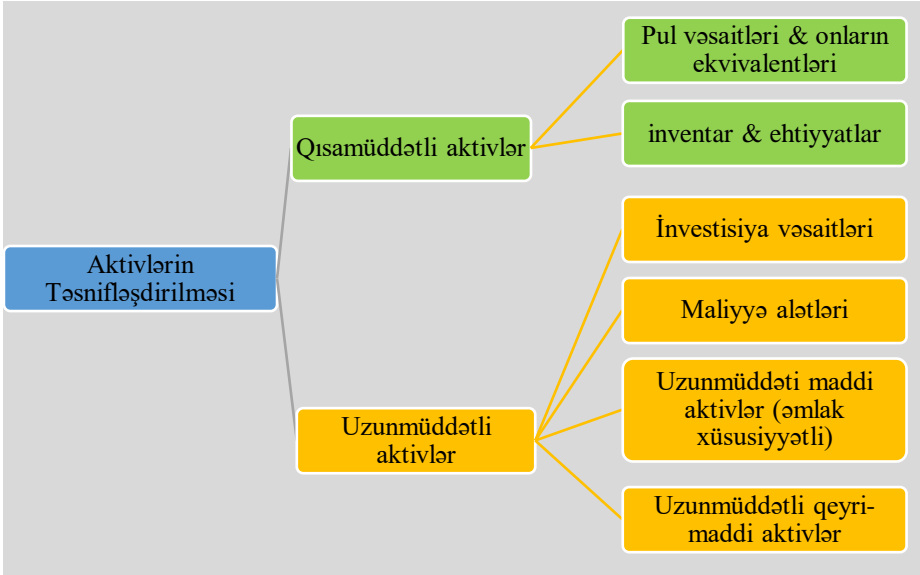 Aktivlərin
Təsnifləşdirilməsi
Qısamüddətli aktivlər
Pul vəsaitləri & onların
ekvivalentləri
inventar & ehtiyyatlar
Uzunmüddətli
aktivlər
İnvestisiya vəsaitləri
Maliyyə alətləri
Uzunmüddəti maddi
aktivlər (əmlak
xüsusiyyətli)
Uzunmüddətli qeyri-
maddi aktivlər